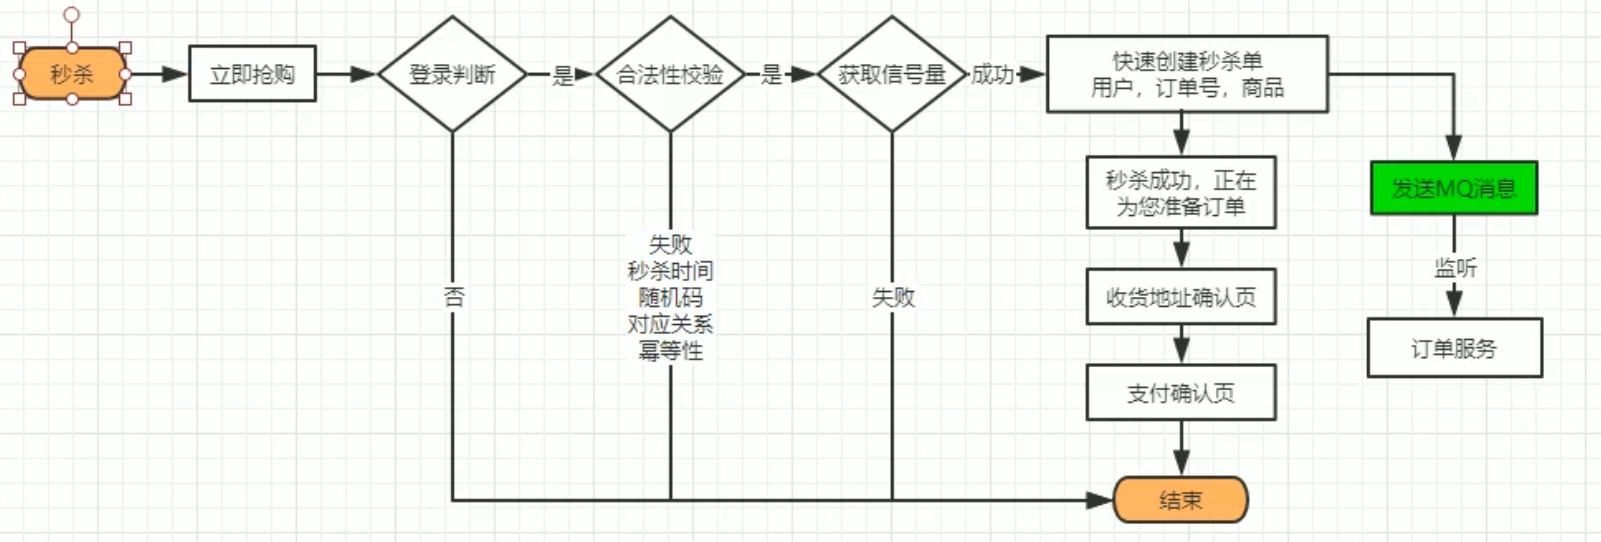 秒杀
立即抢购
登录判断
是
合法性校验
是
获取信号量
成功
快速创建秒杀单
用户，订单号，商品
秒杀成功，正在
为您准备订单
发送MQ消息
失败
秒杀时间
随机码
对应关系
幂等性
否
失败
收货地址确认页
监听
订单服务
支付确认页
结束